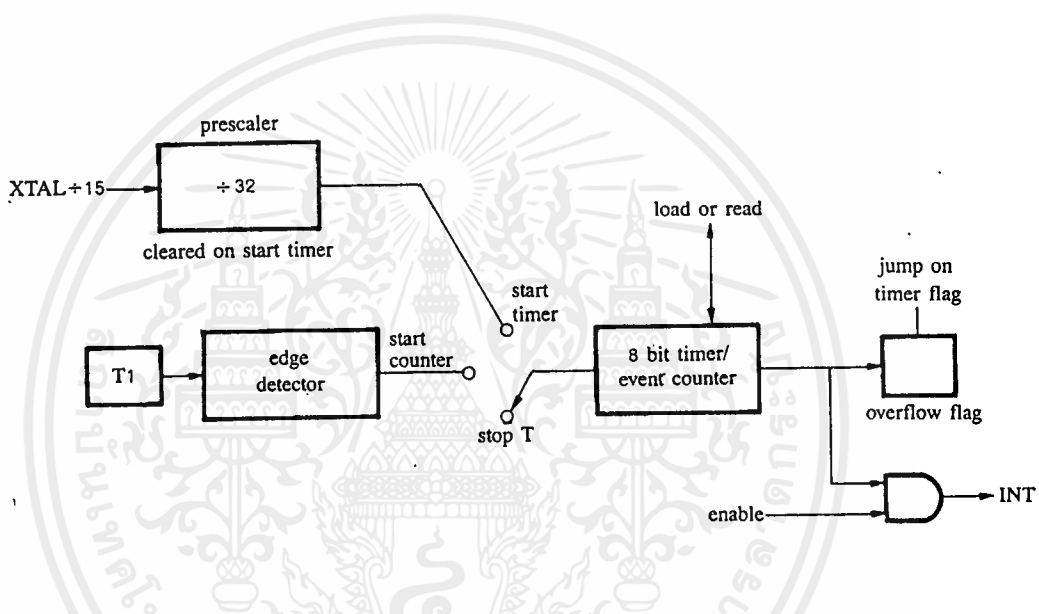 prescaler
XTAL÷15
÷32
cleared on start timer
load or read
jump on
timer flag
start
timer
T1
edge
detector
start
counter
8 bit timer/
event counter
stop T
overflow flag
enable
INT